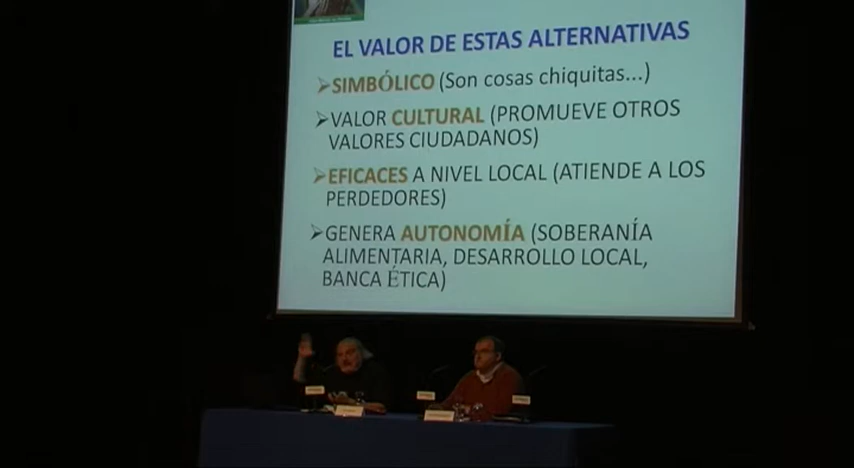 EL VALOR DE ESTAS ALTERNATIVAS
➢SIMBÓLICO (Son cosas chiquitas...)
➢VALOR CULTURAL (PROMUEVE OTROS
VALORES CIUDADANOS)
➢EFICACES A NIVEL LOCAL (ATIENDE A LOS
PERDEDORES)
➢GENERA AUTONOMÍA (SOBERANÍA
ALIMENTARIA, DESARROLLO LOCAL,
BANCA ÉTICA)